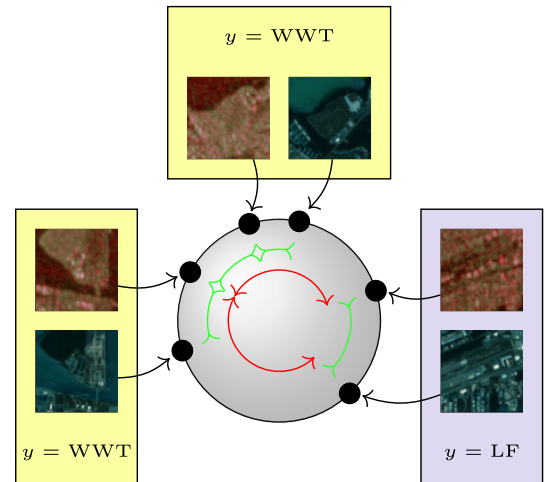 y = WWT
y = WWT
y = LF